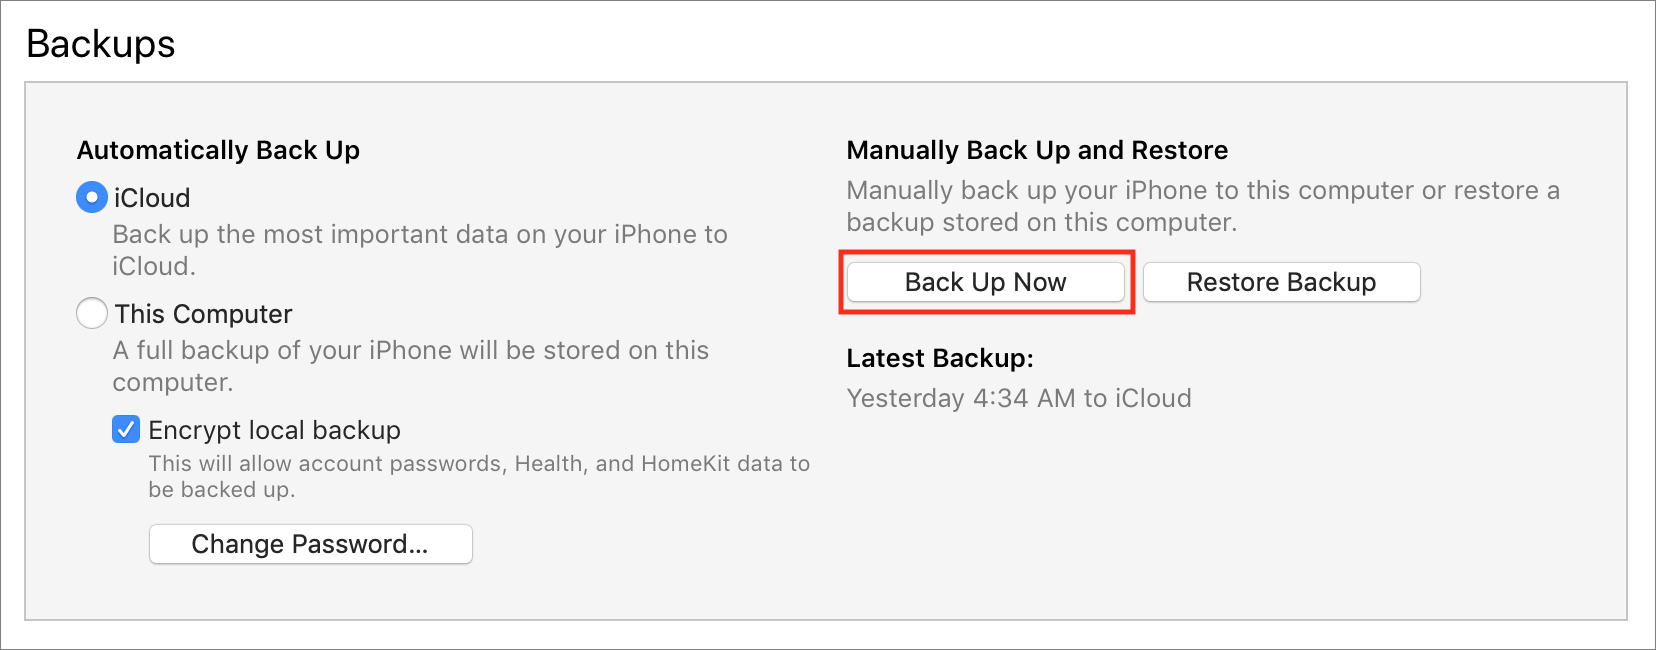 Backups
Automatically Back Up
iCloud
Back up the most important data on your iPhone to
iCloud.
This Computer
A full backup of your iPhone will be stored on this
computer.
Encrypt local backup
This will allow account passwords, Health, and HomeKit data to
be backed up.
Change Password...
Manually Back Up and Restore
Manually back up your iPhone to this computer or restore a
backup stored on this computer.
Back Up Now
Restore Backup
Latest Backup:
Yesterday 4:34 AM to iCloud